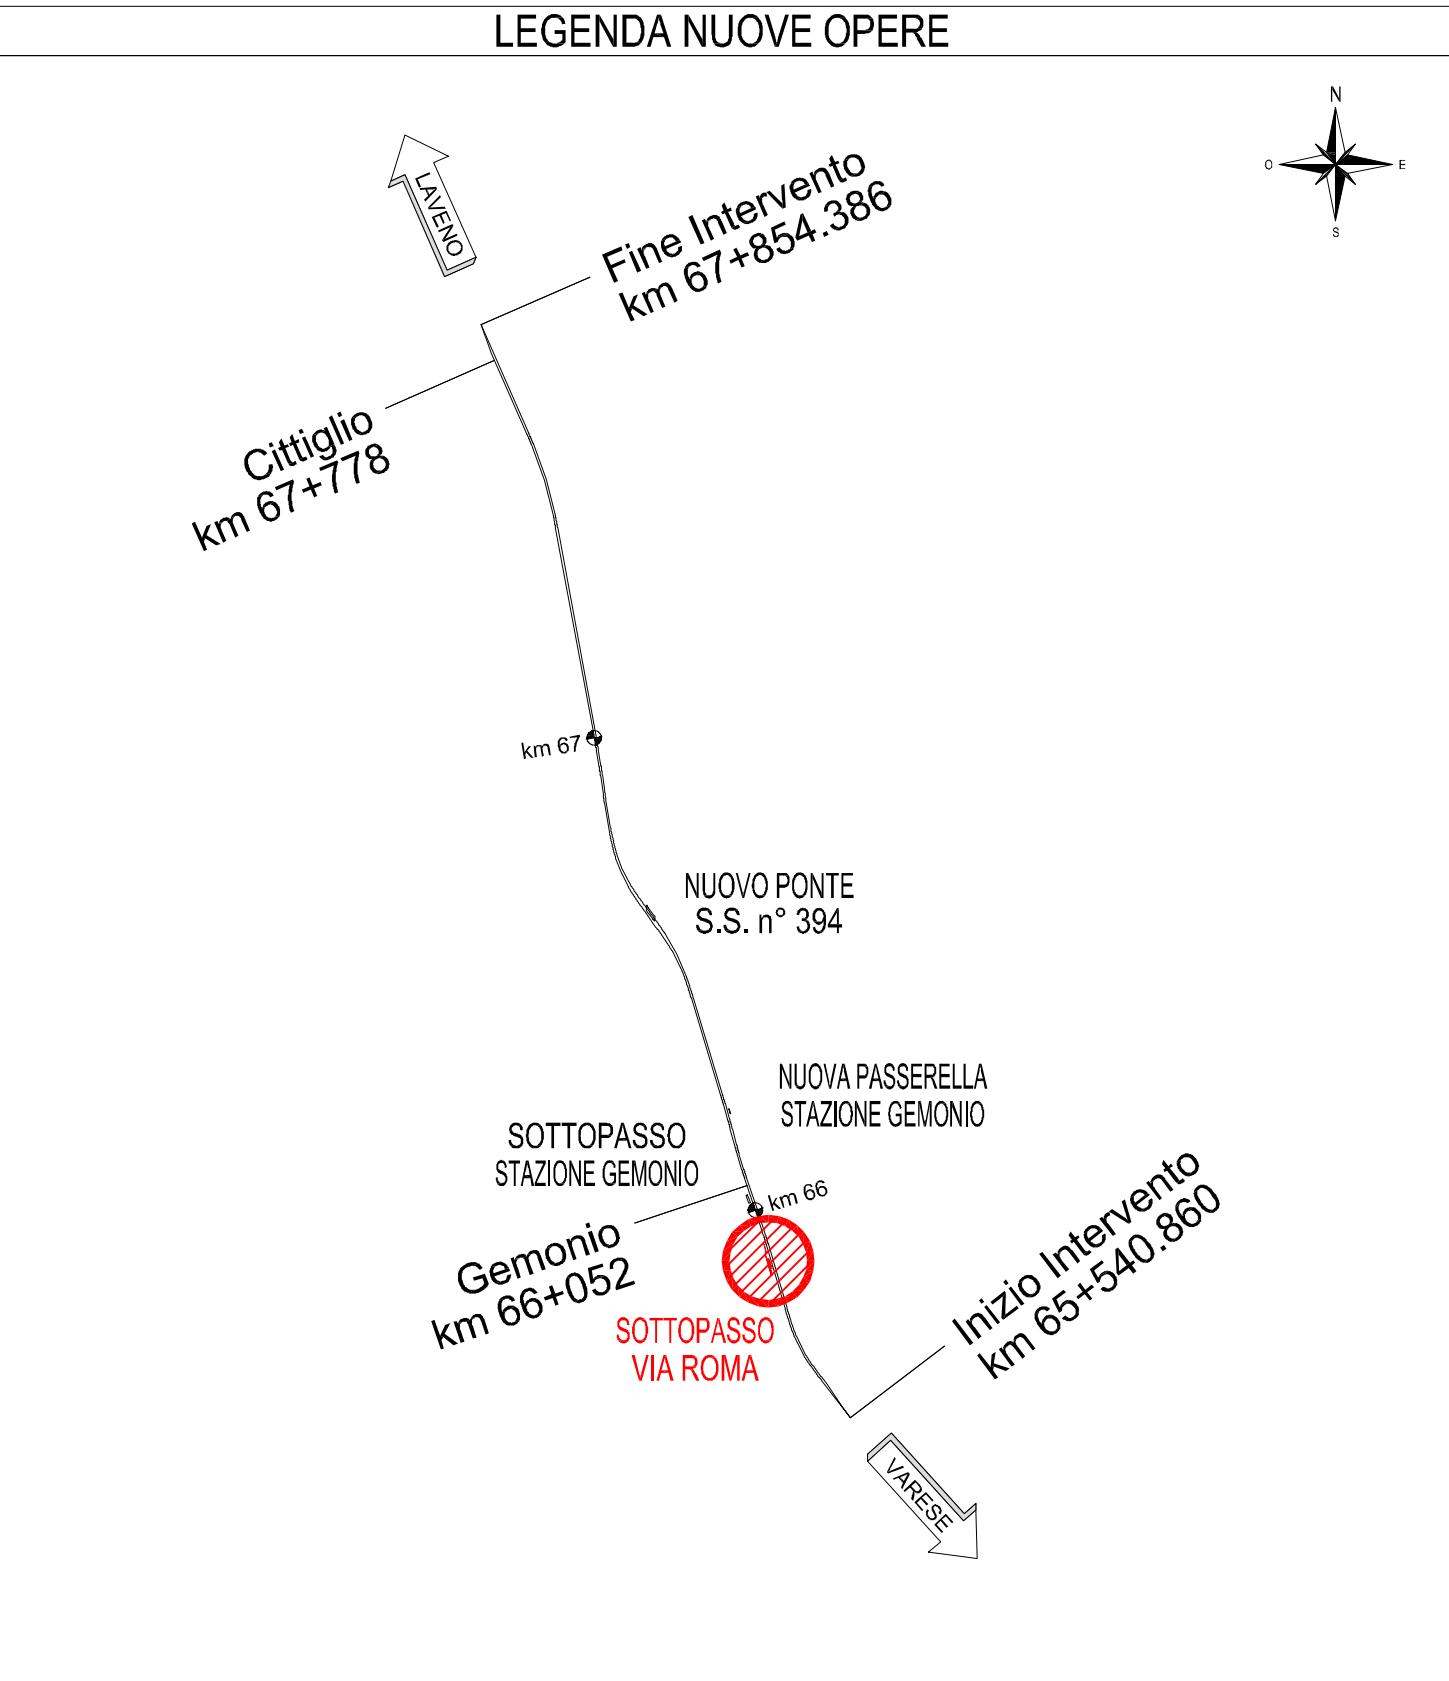 LEGENDA NUOVE OPERE
N
O
E
S
LAVENO
Fine Intervento
km 67+854.386
Cittiglio
km 67+778
km 67
NUOVO PONTE
S.S. n° 394
NUOVA PASSERELLA
STAZIONE GEMONIO
SOTTOPASSO
STAZIONE GEMONIO
km 66
Gemonio
km 66+052
Inizio Intervento
km 65+540.860
SOTTOPASSO
VIA ROMA
VARESE